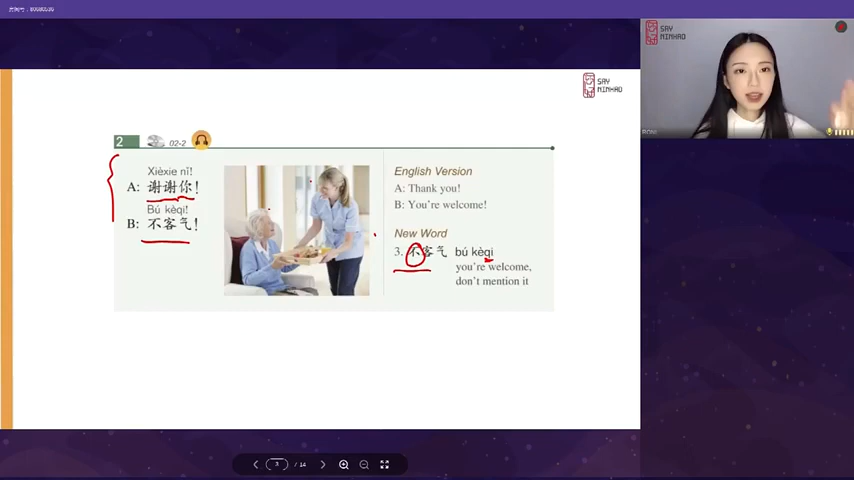 SAY
NINHAO
SAY
NINHAO
2
02-2
Xièxie nǐ!
A: 谢谢你!
Bú kèqi!
B: 不客气!
English Version
A: Thank you!
B: You're welcome!
New Word
3. 不客气 bú kèqi
you're welcome,
don't mention it
3 / 14